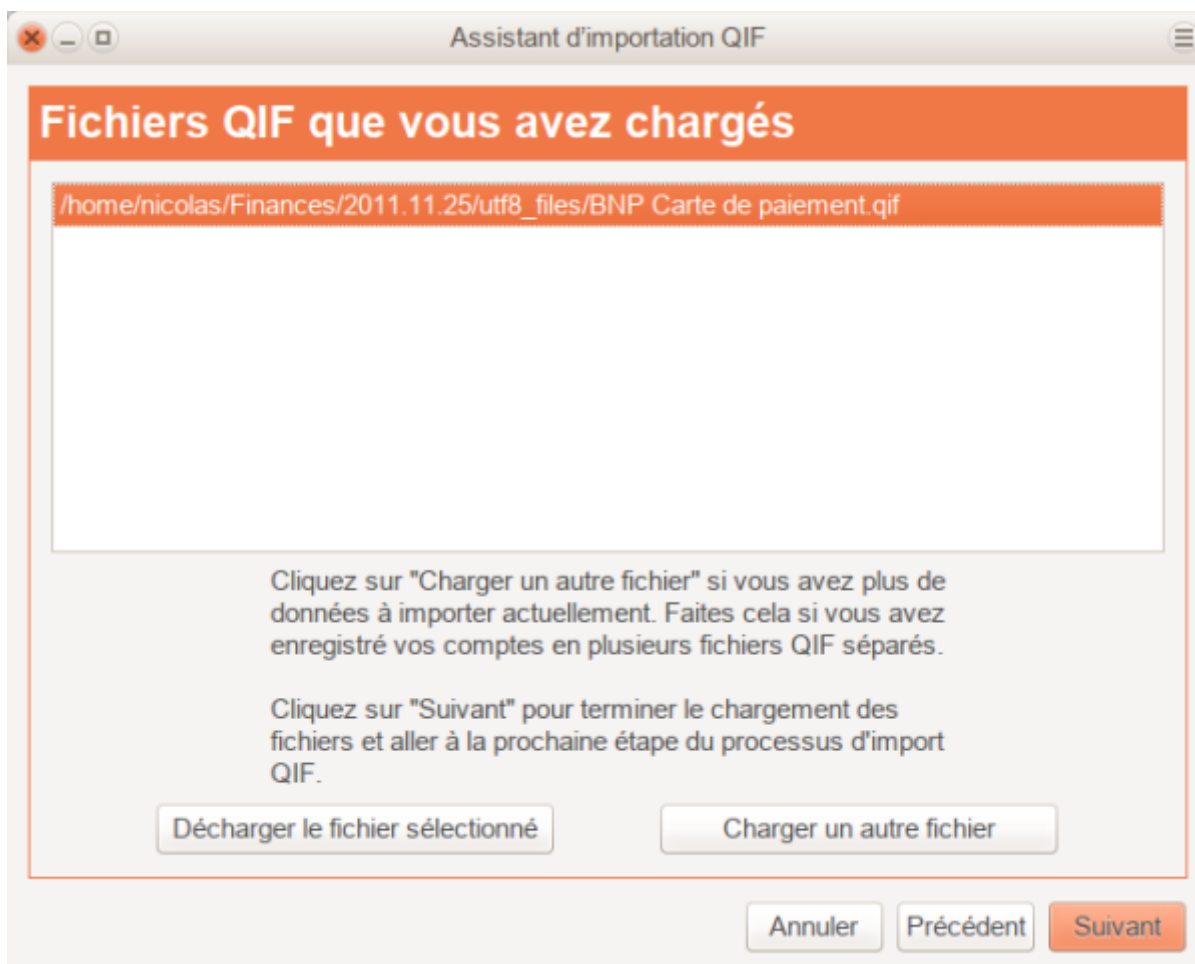 Assistant d'importation QIF
Fichiers QIF que vous avez chargés
/home/nicolas/Finances/2011.11.25/utf8_files/BNP Carte de paiement.qif
Cliquez sur "Charger un autre fichier" si vous avez plus de
données à importer actuellement. Faites cela si vous avez
enregistré vos comptes en plusieurs fichiers QIF séparés.
Cliquez sur "Suivant" pour terminer le chargement des
fichiers et aller à la prochaine étape du processus d'import
QIF.
Décharger le fichier sélectionné
Charger un autre fichier
Annuler
Précédent
Suivant